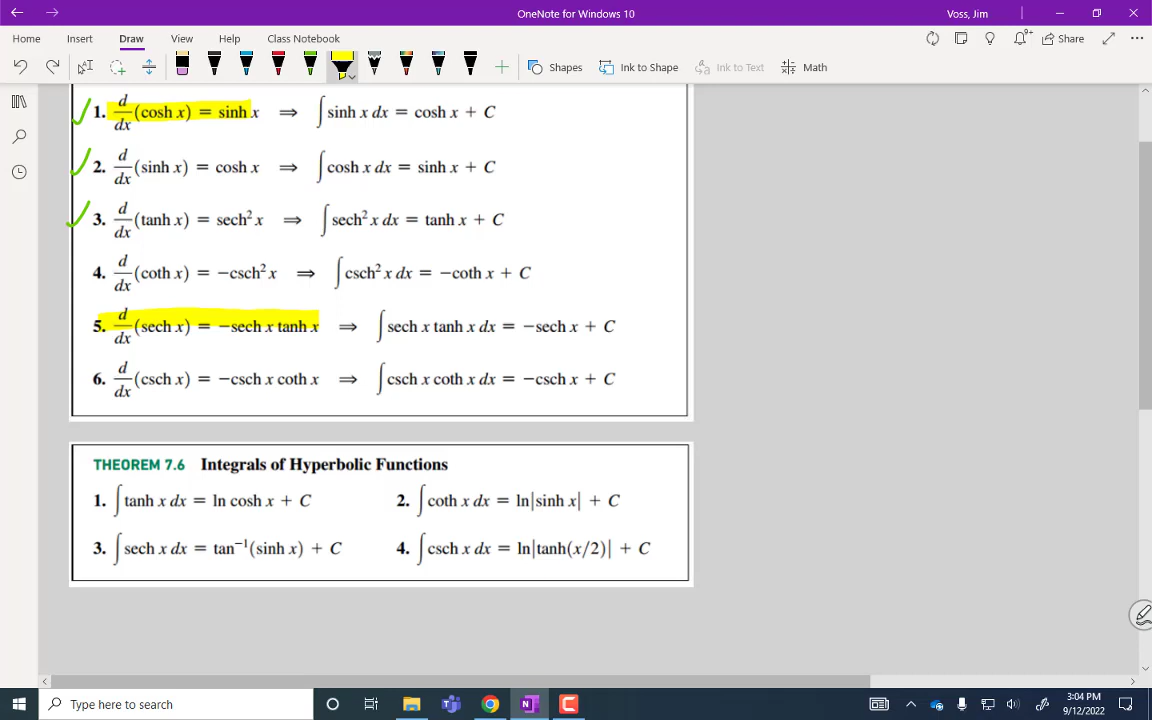 OneNote for Windows 10
Voss, Jim
Home Insert Draw View Help Class Notebook
Share
Shapes Ink to Shape Ink to Text Math
1. d/dx (cosh x) = sinh x ⇒ ∫ sinh x dx = cosh x + C
2. d/dx (sinh x) = cosh x ⇒ ∫ cosh x dx = sinh x + C
3. d/dx (tanh x) = sech² x ⇒ ∫ sech² x dx = tanh x + C
4. d/dx (coth x) = −csch² x ⇒ ∫ csch² x dx = −coth x + C
5. d/dx (sech x) = −sech x tanh x ⇒ ∫ sech x tanh x dx = −sech x + C
6. d/dx (csch x) = −csch x coth x ⇒ ∫ csch x coth x dx = −csch x + C
THEOREM 7.6 Integrals of Hyperbolic Functions
1. ∫ tanh x dx = ln cosh x + C 2. ∫ coth x dx = ln|sinh x| + C
3. ∫ sech x dx = tan⁻¹(sinh x) + C 4. ∫ csch x dx = ln|tanh(x/2)| + C
Type here to search
3:04 PM
9/12/2022